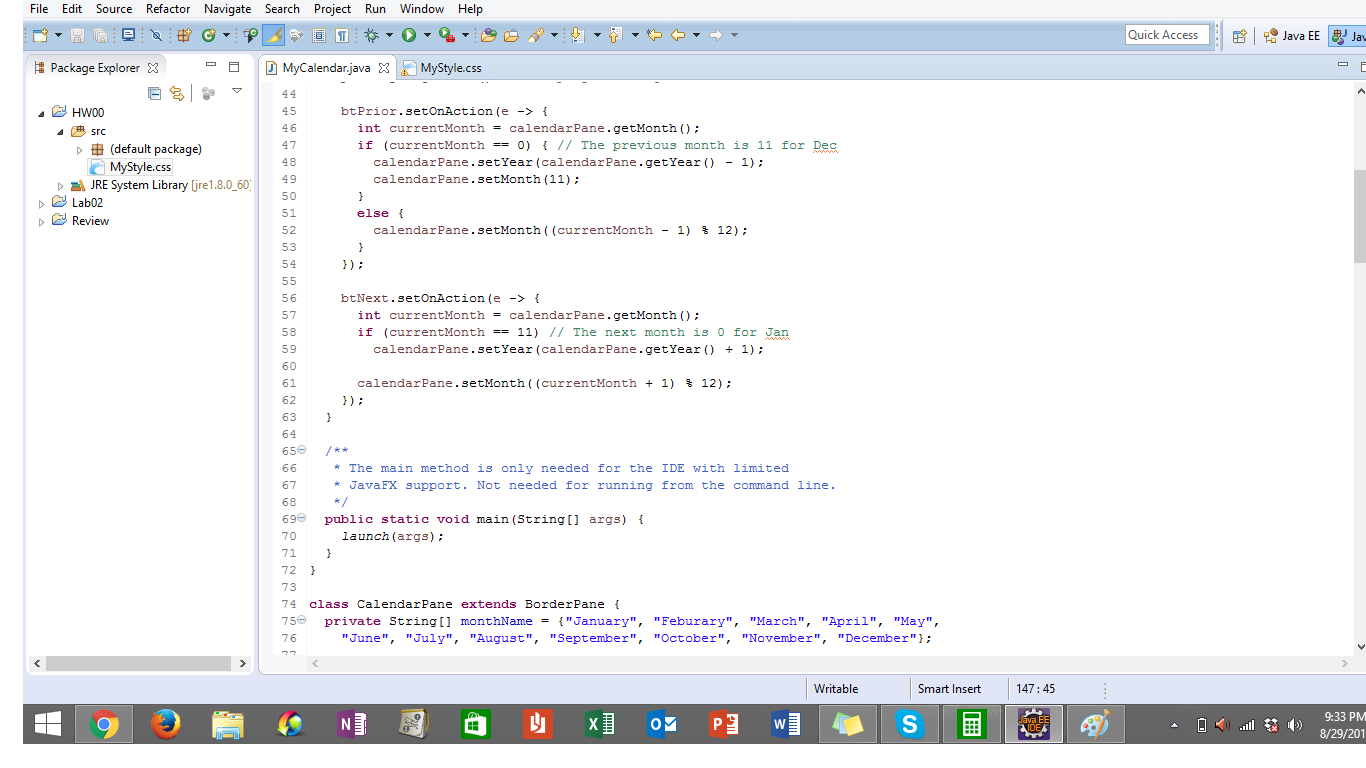 File Edit Source Refactor Navigate Search Project Run Window Help
Quick Access Java EE Jav
Package Explorer
MyCalendar.java MyStyle.css
HW00
src
(default package)
MyStyle.css
JRE System Library [jre1.8.0_60]
Lab02
Review
44
45 btPrior.setOnAction(e -> {
46 int currentMonth = calendarPane.getMonth();
47 if (currentMonth == 0) { // The previous month is 11 for Dec
48 calendarPane.setYear(calendarPane.getYear() - 1);
49 calendarPane.setMonth(11);
50 }
51 else {
52 calendarPane.setMonth((currentMonth - 1) % 12);
53 }
54 });
55
56 btNext.setOnAction(e -> {
57 int currentMonth = calendarPane.getMonth();
58 if (currentMonth == 11) // The next month is 0 for Jan
59 calendarPane.setYear(calendarPane.getYear() + 1);
60
61 calendarPane.setMonth((currentMonth + 1) % 12);
62 });
63 }
64
65 /**
66 * The main method is only needed for the IDE with limited
67 * JavaFX support. Not needed for running from the command line.
68 */
69 public static void main(String[] args) {
70 launch(args);
71 }
72 }
73
74 class CalendarPane extends BorderPane {
75 private String[] monthName = {"January", "Feburary", "March", "April", "May",
76 "June", "July", "August", "September", "October", "November", "December"};
Writable Smart Insert 147 : 45
Java EE
IDE
9:33 PM
8/29/201